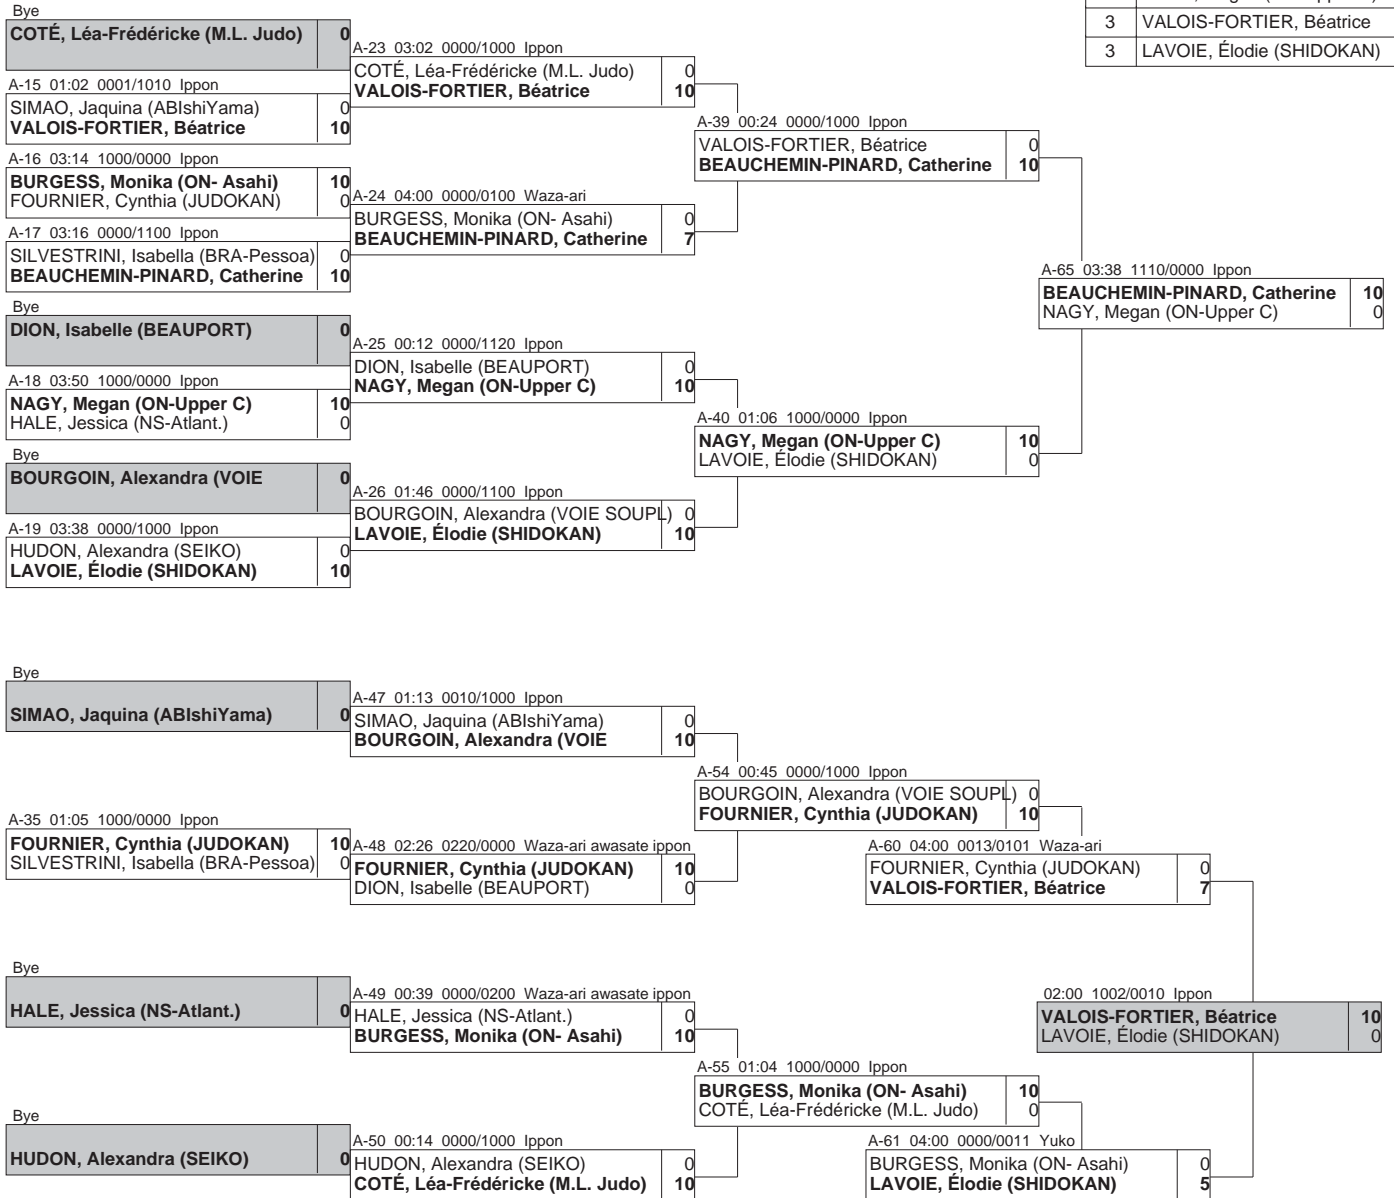 Bye
COTÉ, Léa-Frédéricke (M.L. Judo) 0
A-15 01:02 0001/1010 Ippon
SIMAO, Jaquina (ABIshiYama) 0
VALOIS-FORTIER, Béatrice 10
A-16 03:14 1000/0000 Ippon
BURGESS, Monika (ON- Asahi) 10
FOURNIER, Cynthia (JUDOKAN) 0
A-17 03:16 0000/1100 Ippon
SILVESTRINI, Isabella (BRA-Pessoa) 0
BEAUCHEMIN-PINARD, Catherine 10
Bye
DION, Isabelle (BEAUPORT) 0
A-18 03:50 1000/0000 Ippon
NAGY, Megan (ON-Upper C) 10
HALE, Jessica (NS-Atlant.) 0
Bye
BOURGOIN, Alexandra (VOIE 0
A-19 03:38 0000/1000 Ippon
HUDON, Alexandra (SEIKO) 0
LAVOIE, Élodie (SHIDOKAN) 10
A-23 03:02 0000/1000 Ippon
COTÉ, Léa-Frédéricke (M.L. Judo) 0
VALOIS-FORTIER, Béatrice 10
A-24 04:00 0000/0100 Waza-ari
BURGESS, Monika (ON- Asahi) 0
BEAUCHEMIN-PINARD, Catherine 7
A-25 00:12 0000/1120 Ippon
DION, Isabelle (BEAUPORT) 0
NAGY, Megan (ON-Upper C) 10
A-26 01:46 0000/1100 Ippon
BOURGOIN, Alexandra (VOIE SOUPL) 0
LAVOIE, Élodie (SHIDOKAN) 10
A-39 00:24 0000/1000 Ippon
VALOIS-FORTIER, Béatrice 0
BEAUCHEMIN-PINARD, Catherine 10
A-40 01:06 1000/0000 Ippon
NAGY, Megan (ON-Upper C) 10
LAVOIE, Élodie (SHIDOKAN) 0
A-65 03:38 1110/0000 Ippon
BEAUCHEMIN-PINARD, Catherine 10
NAGY, Megan (ON-Upper C) 0
3 VALOIS-FORTIER, Béatrice
3 LAVOIE, Élodie (SHIDOKAN)
Bye
SIMAO, Jaquina (ABIshiYama) 0
A-35 01:05 1000/0000 Ippon
FOURNIER, Cynthia (JUDOKAN) 10
SILVESTRINI, Isabella (BRA-Pessoa) 0
Bye
HALE, Jessica (NS-Atlant.) 0
Bye
HUDON, Alexandra (SEIKO) 0
A-47 01:13 0010/1000 Ippon
SIMAO, Jaquina (ABIshiYama) 0
BOURGOIN, Alexandra (VOIE 10
A-48 02:26 0220/0000 Waza-ari awasate ippon
FOURNIER, Cynthia (JUDOKAN) 10
DION, Isabelle (BEAUPORT) 0
A-49 00:39 0000/0200 Waza-ari awasate ippon
HALE, Jessica (NS-Atlant.) 0
BURGESS, Monika (ON- Asahi) 10
A-50 00:14 0000/1000 Ippon
HUDON, Alexandra (SEIKO) 0
COTÉ, Léa-Frédéricke (M.L. Judo) 10
A-54 00:45 0000/1000 Ippon
BOURGOIN, Alexandra (VOIE SOUPL) 0
FOURNIER, Cynthia (JUDOKAN) 10
A-55 01:04 1000/0000 Ippon
BURGESS, Monika (ON- Asahi) 10
COTÉ, Léa-Frédéricke (M.L. Judo) 0
A-60 04:00 0013/0101 Waza-ari
FOURNIER, Cynthia (JUDOKAN) 0
VALOIS-FORTIER, Béatrice 7
A-61 04:00 0000/0011 Yuko
BURGESS, Monika (ON- Asahi) 0
LAVOIE, Élodie (SHIDOKAN) 5
02:00 1002/0010 Ippon
VALOIS-FORTIER, Béatrice 10
LAVOIE, Élodie (SHIDOKAN) 0